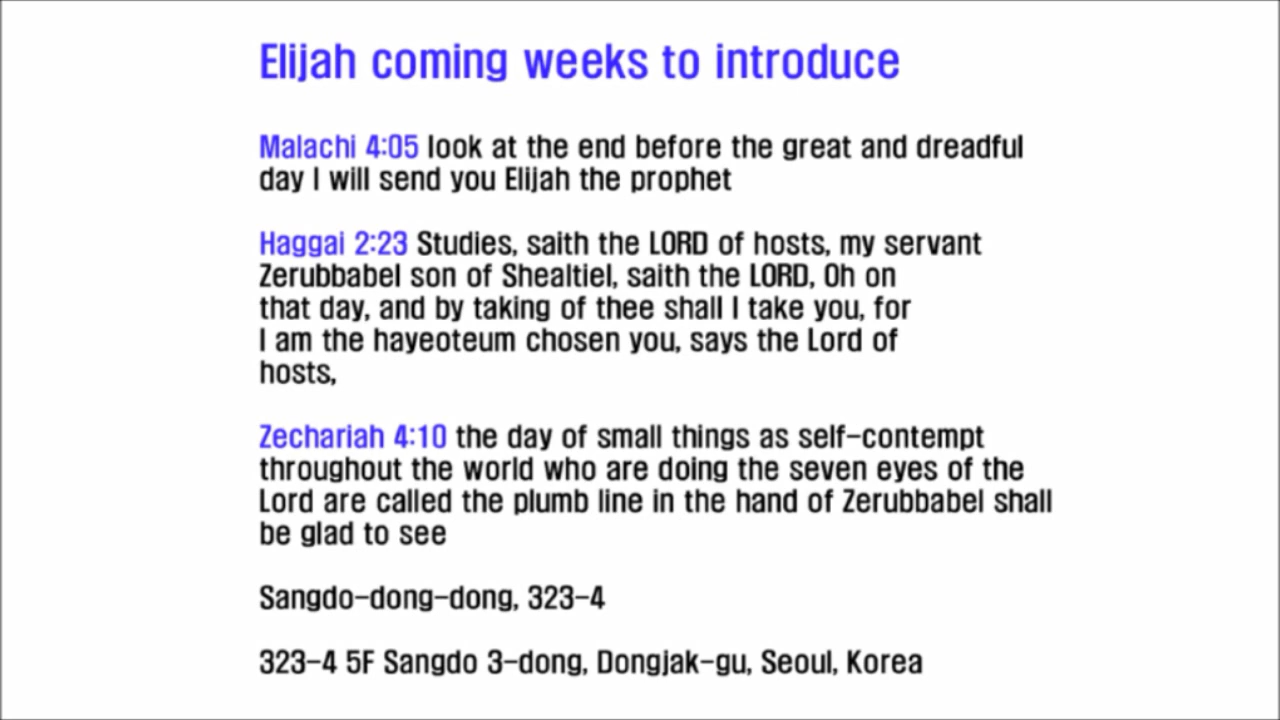 Elijah coming weeks to introduce
Malachi 4:05 look at the end before the great and dreadful
day I will send you Elijah the prophet
Haggai 2:23 Studies, saith the LORD of hosts, my servant
Zerubbabel son of Shealtiel, saith the LORD, Oh on
that day, and by taking of thee shall I take you, for
I am the hayeoteum chosen you, says the Lord of
hosts,
Zechariah 4:10 the day of small things as self-contempt
throughout the world who are doing the seven eyes of the
Lord are called the plumb line in the hand of Zerubbabel shall
be glad to see
Sangdo-dong-dong, 323-4
323-4 5F Sangdo 3-dong, Dongjak-gu, Seoul, Korea